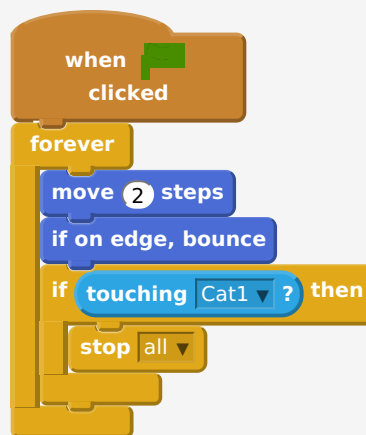 when
clicked
forever
move 2 steps
if on edge, bounce
if touching Cat1 ? then
stop all